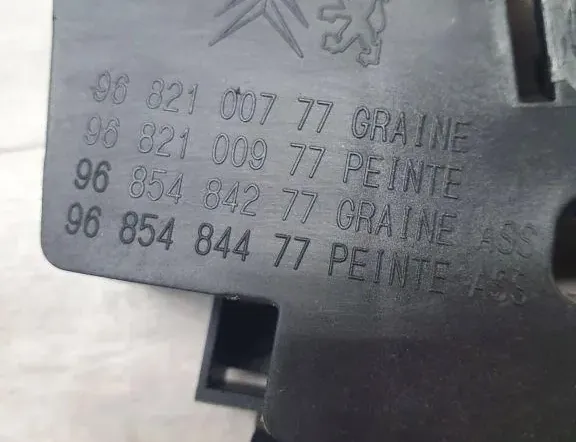 96 821 007 77 GRAINE
96 821 009 77 PEINTE
96 854 842 77 GRAINE ASS
96 854 844 77 PEINTE ASS